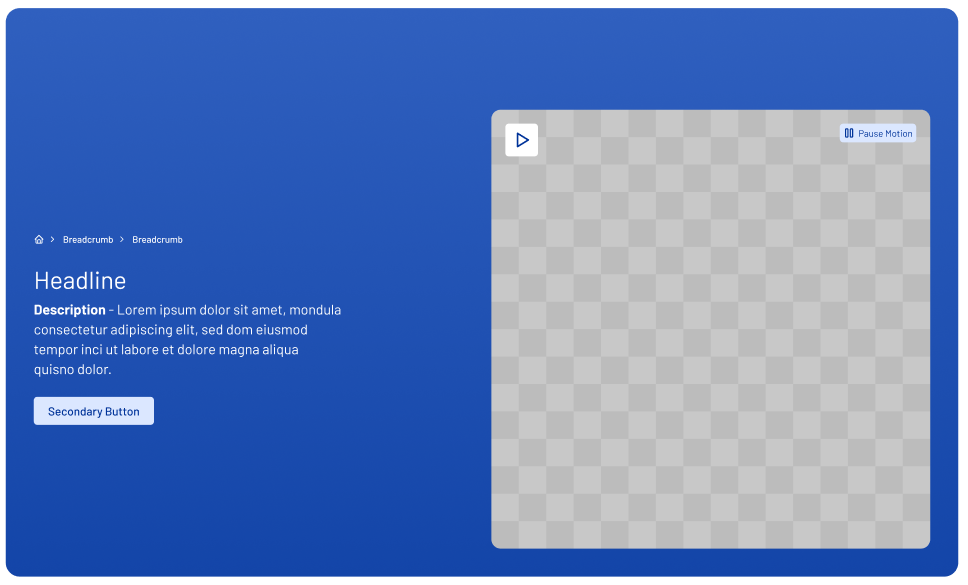 Pause Motion
Breadcrumb Breadcrumb
Headline
Description - Lorem ipsum dolor sit amet, mondula
consectetur adipiscing elit, sed dom eiusmod
tempor inci ut labore et dolore magna aliqua
quisno dolor.
Secondary Button